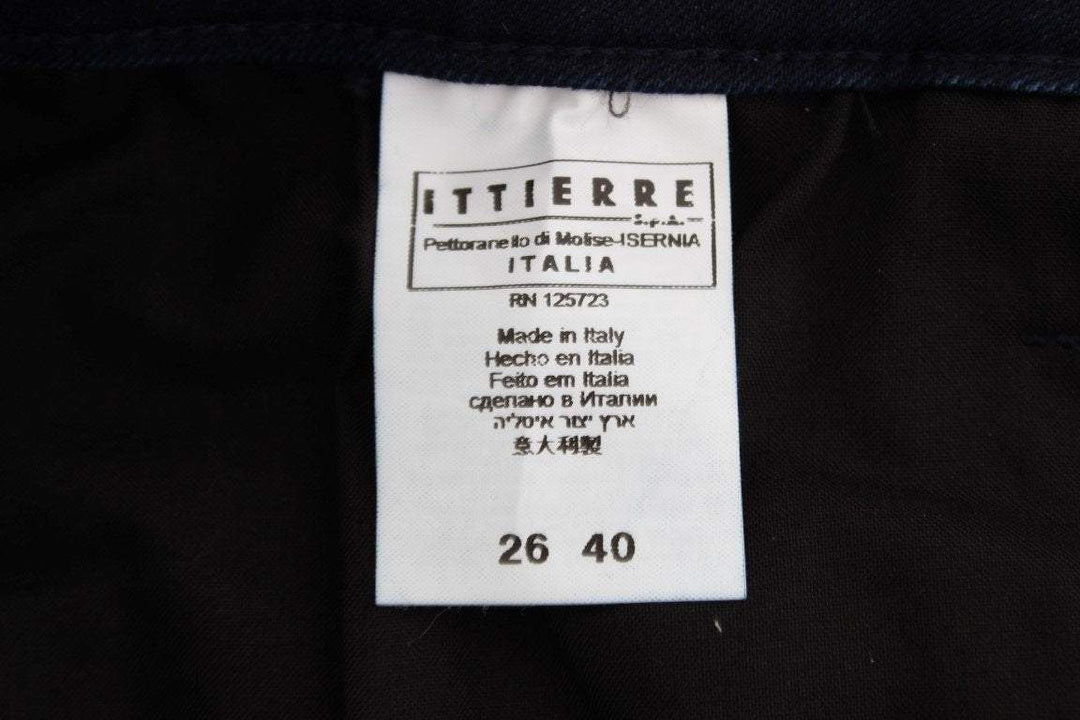 ITTIERRE
S.p.A.
Pettoranello di Molise-ISERNIA
ITALIA
RN 125723
Made in Italy
Hecho en Italia
Feito em Italia
сделано в Италии
ארץ יצור איטליה
意大利製
26 40